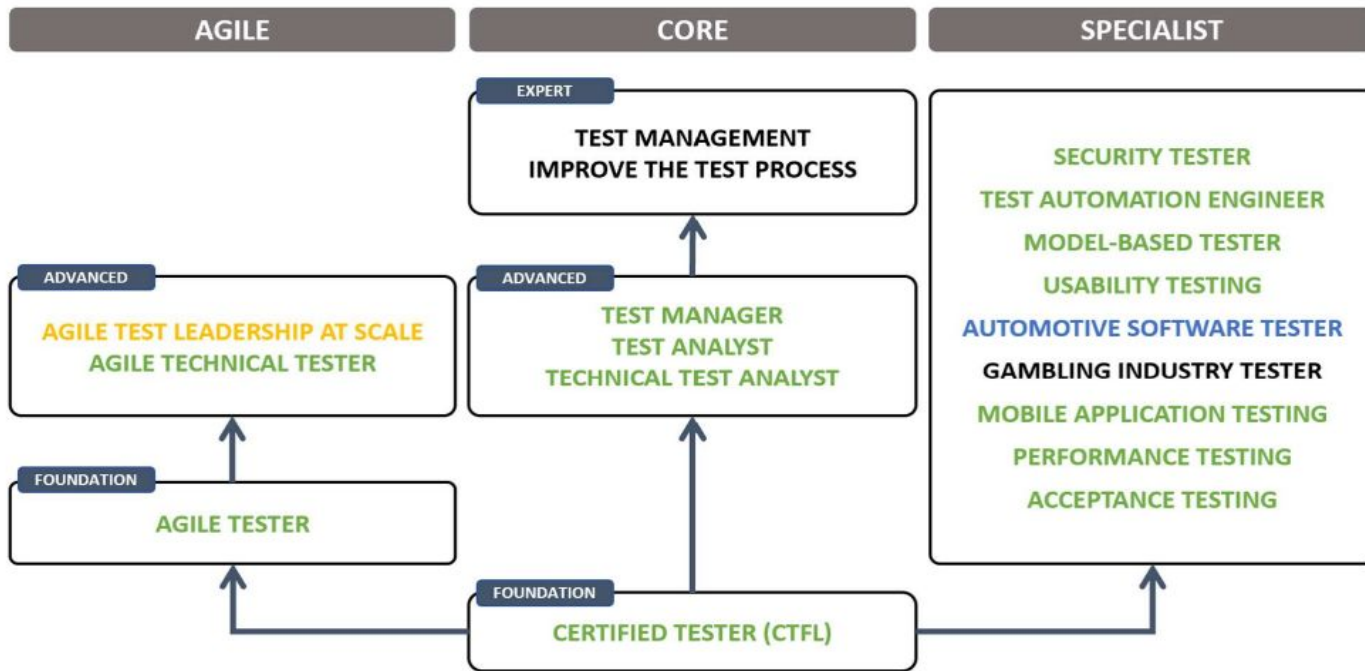 AGILE
CORE
SPECIALIST
EXPERT
TEST MANAGEMENT
IMPROVE THE TEST PROCESS
ADVANCED
AGILE TEST LEADERSHIP AT SCALE
AGILE TECHNICAL TESTER
ADVANCED
TEST MANAGER
TEST ANALYST
TECHNICAL TEST ANALYST
FOUNDATION
AGILE TESTER
FOUNDATION
CERTIFIED TESTER (CTFL)
SECURITY TESTER
TEST AUTOMATION ENGINEER
MODEL-BASED TESTER
USABILITY TESTING
AUTOMOTIVE SOFTWARE TESTER
GAMBLING INDUSTRY TESTER
MOBILE APPLICATION TESTING
PERFORMANCE TESTING
ACCEPTANCE TESTING